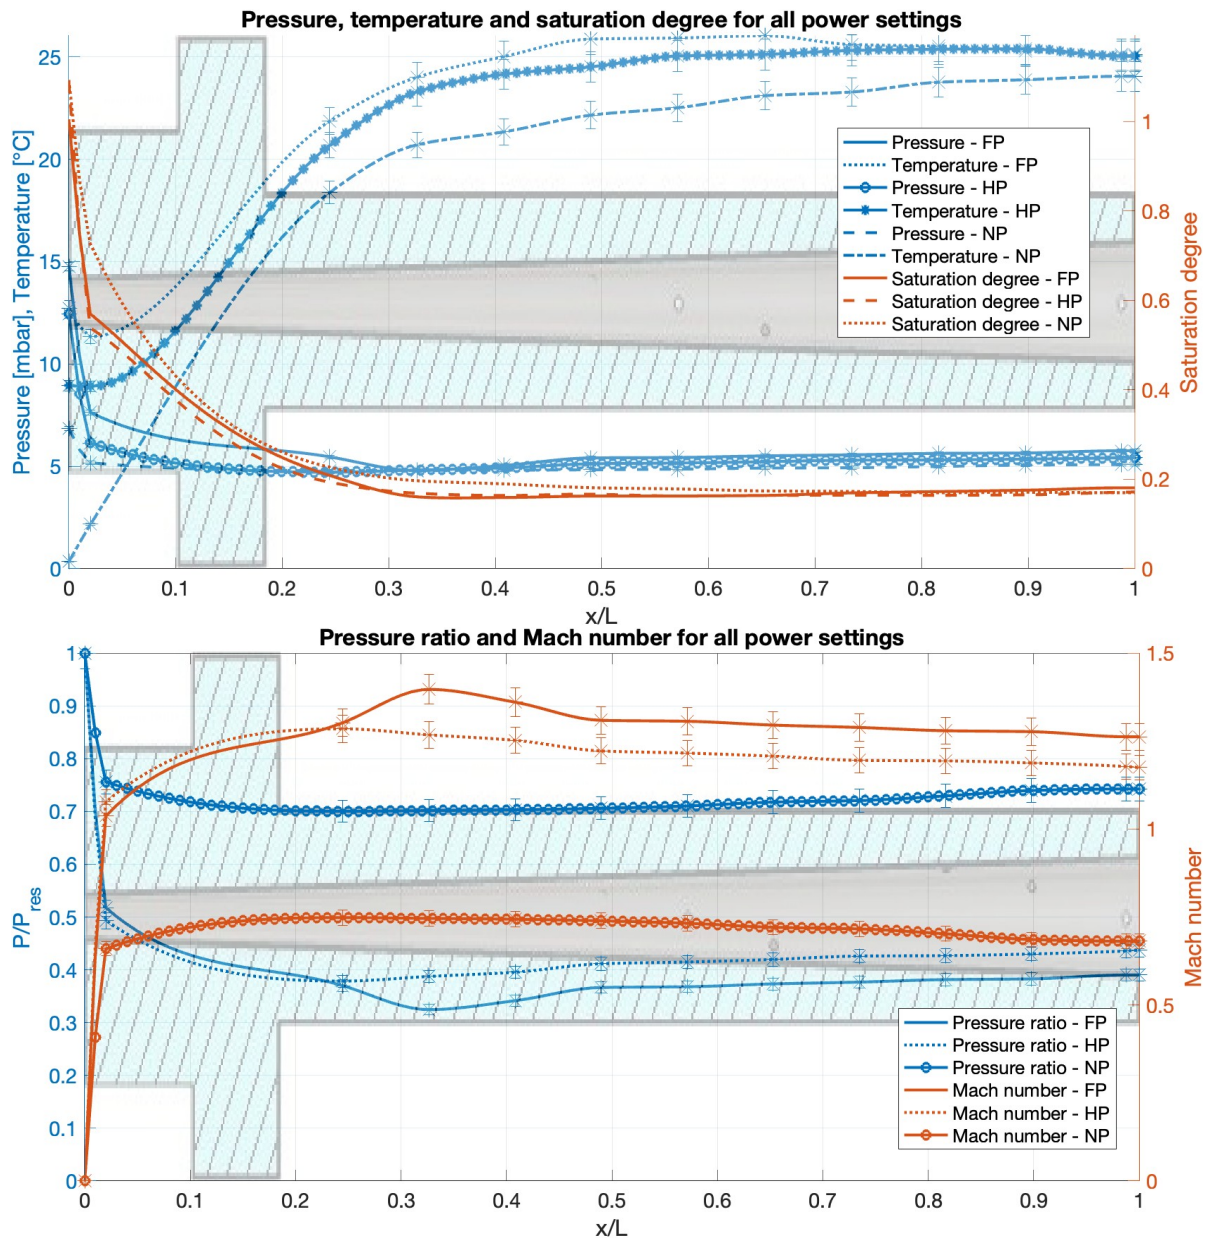 Pressure, temperature and saturation degree for all power settings
Pressure [mbar], Temperature [°C]
25
20
15
10
5
0
Pressure - FP
Temperature - FP
Pressure - HP
Temperature - HP
Pressure - NP
Temperature - NP
Saturation degree - FP
Saturation degree - HP
Saturation degree - NP
1
0.8
0.6
0.4
0.2
0
Saturation degree
0 0.1 0.2 0.3 0.4 0.5 0.6 0.7 0.8 0.9 1
x/L
Pressure ratio and Mach number for all power settings
P/Pres
1
0.9
0.8
0.7
0.6
0.5
0.4
0.3
0.2
0.1
0
1.5
1
0.5
0
Mach number
Pressure ratio - FP
Pressure ratio - HP
Pressure ratio - NP
Mach number - FP
Mach number - HP
Mach number - NP
0 0.1 0.2 0.3 0.4 0.5 0.6 0.7 0.8 0.9 1
x/L